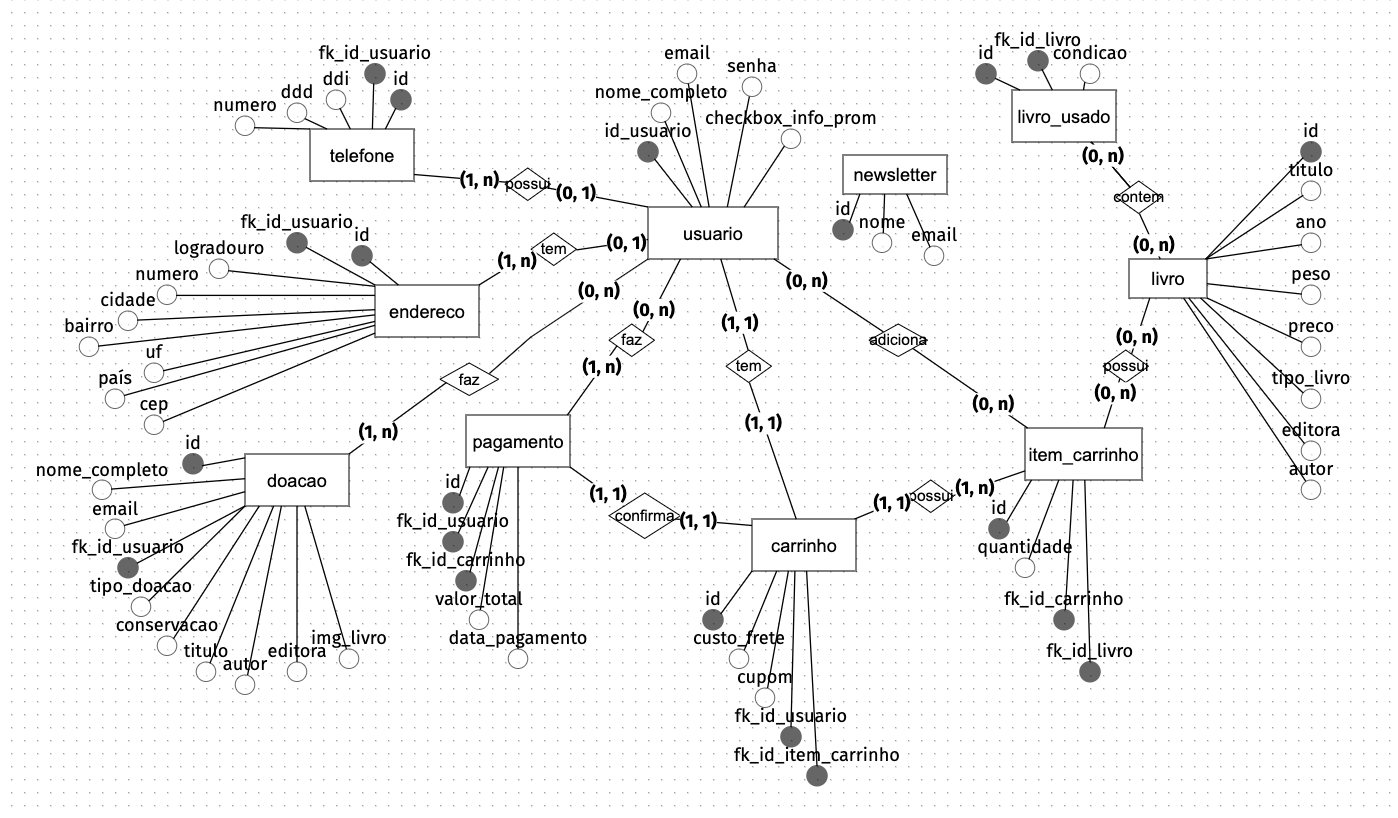 email
fk_id_livro
fk_id_usuario
id
condicao
senha
ddi
id
ddd
nome_completo
numero
checkbox_info_prom
livro_usado
id_usuario
id
telefone
(0, n)
titulo
newsletter
(1, n)
possui
(0, 1)
contem
id
nome
ano
fk_id_usuario
id
usuario
email
logradouro
tem
(0, 1)
(0, n)
(1, n)
numero
livro
peso
cidade
(0, n)
(0, n)
endereco
(0, n)
bairro
(1, 1)
preco
faz
adiciona
(0, n)
uf
(1, n)
tem
possui
país
faz
tipo_livro
(0, n)
(0, n)
cep
(1, 1)
(1, n)
editora
id
pagamento
item_carrinho
nome_completo
autor
doacao
id
(1, 1)
(1, 1)
possui
(1, n)
email
fk_id_usuario
confirma
(1, 1)
id
fk_id_usuario
carrinho
quantidade
fk_id_carrinho
tipo_doacao
valor_total
id
fk_id_carrinho
conservacao
data_pagamento
custo_frete
titulo
autor
editora
img_livro
fk_id_livro
cupom
fk_id_usuario
fk_id_item_carrinho